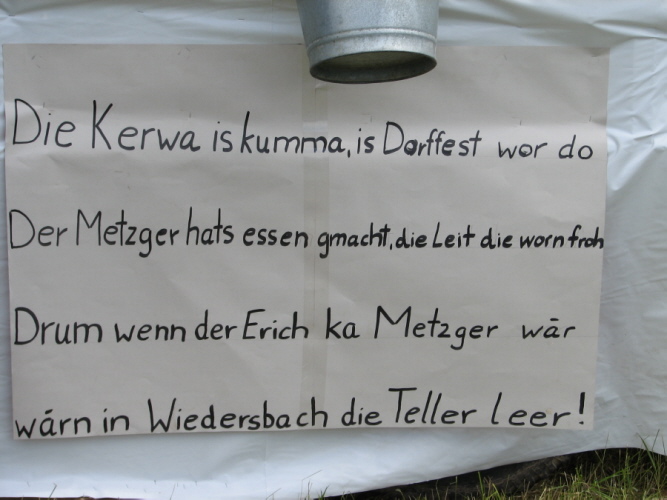 Die Kerwa is kumma, is Dorffest wor do
Der Metzger hats essen gmacht, die Leit die worn froh
Drum wenn der Erich ka Metzger wär
wärn in Wiedersbach die Teller leer!